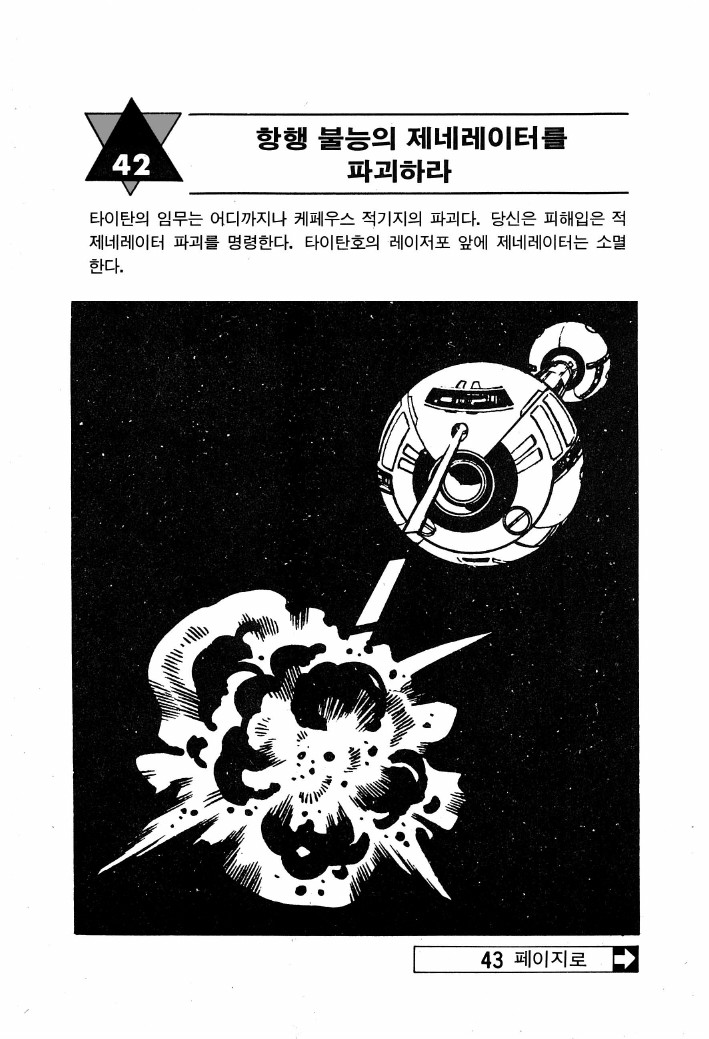 42
항행 불능의 제네레이터를
파괴하라
타이탄의 임무는 어디까지나 케페우스 적기지의 파괴다. 당신은 피해입은 적
제네레이터 파괴를 명령한다. 타이탄호의 레이저포 앞에 제네레이터는 소멸
한다.
43 페이지로